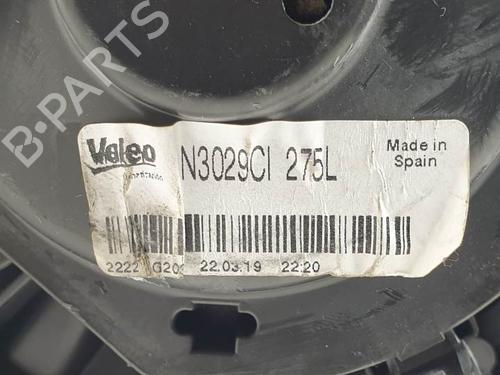 B-PARTS
Valeo
N3029CI 275L
Made in
Spain
2222 G20
22.03.19 22:20